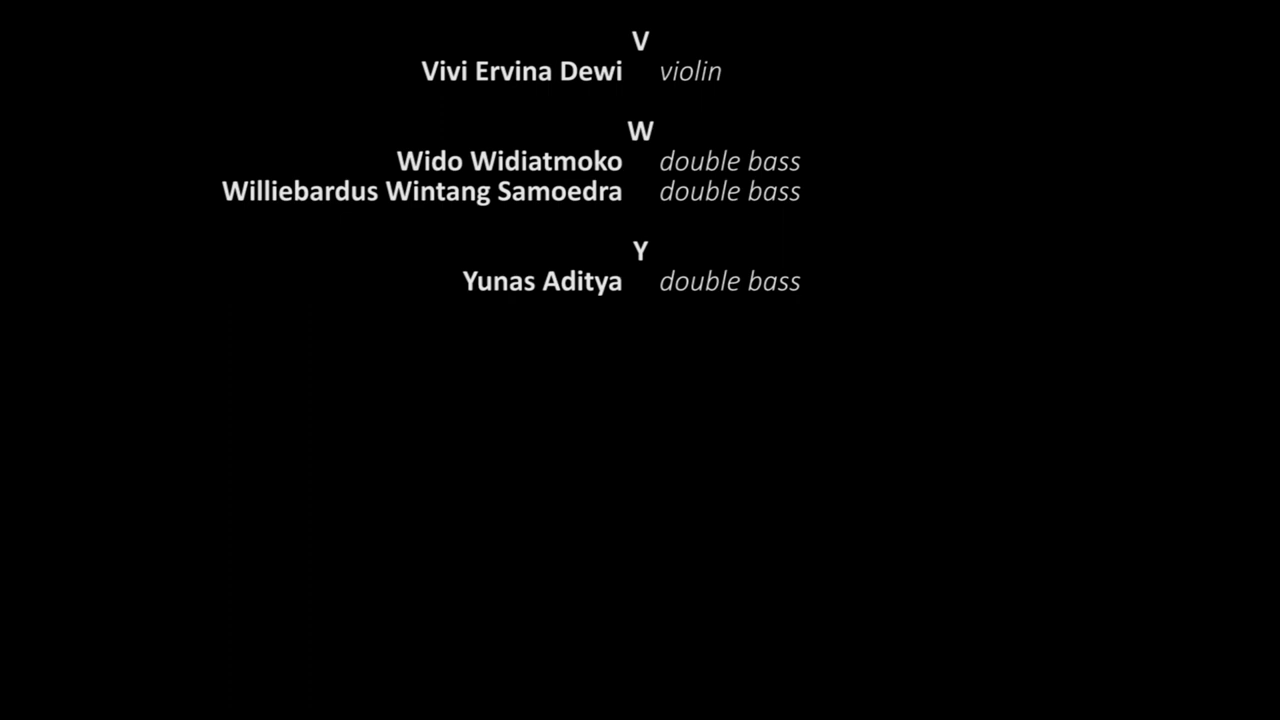 V
Vivi Ervina Dewi violin
W
Wido Widiatmoko double bass
Williebardus Wintang Samoedra double bass
Y
Yunas Aditya double bass